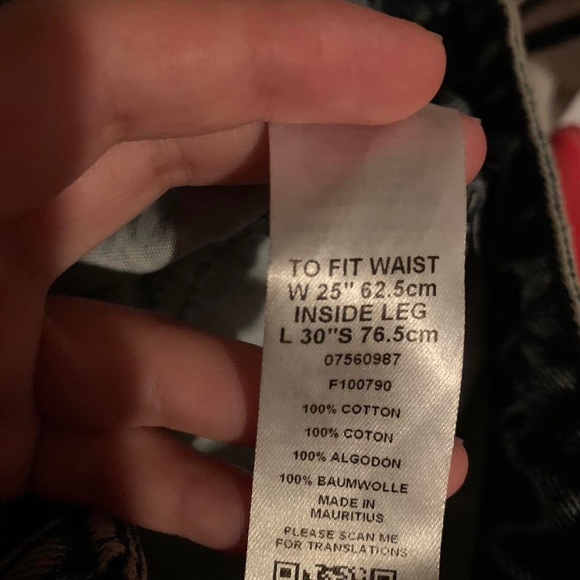 TO FIT WAIST
W 25" 62.5cm
INSIDE LEG
L 30"S 76.5cm
07560987
F100790
100% COTTON
100% COTON
100% ALGODÓN
100% BAUMWOLLE
MADE IN
MAURITIUS
PLEASE SCAN ME
FOR TRANSLATIONS